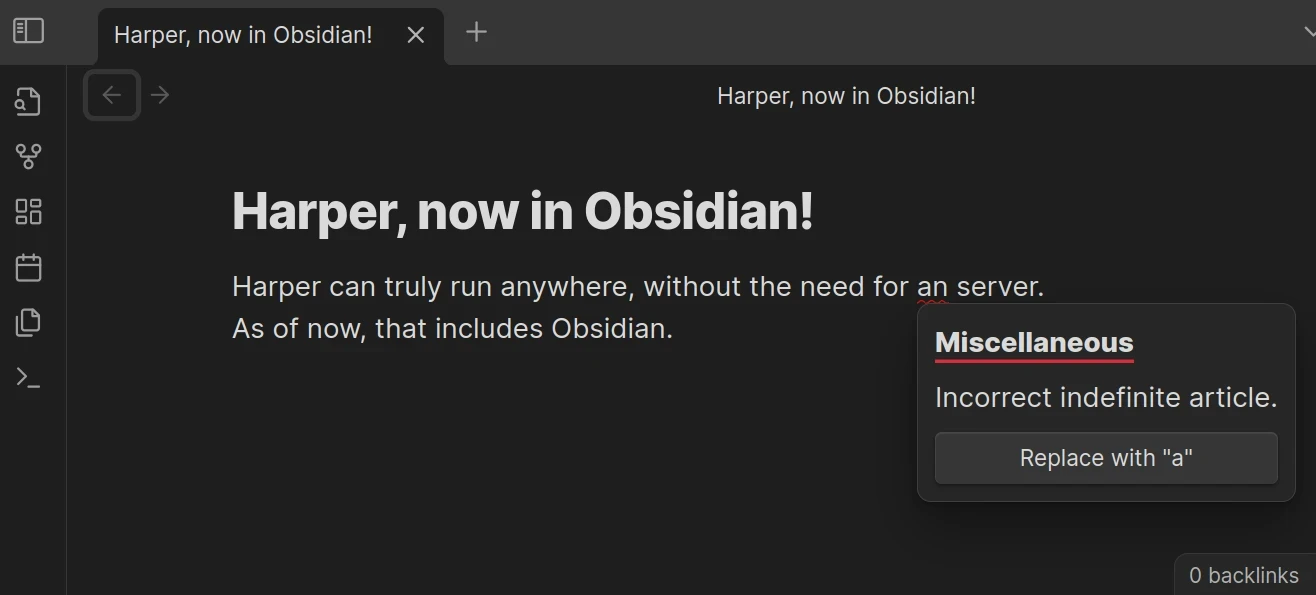 Harper, now in Obsidian!
Harper, now in Obsidian!
Harper, now in Obsidian!
Harper can truly run anywhere, without the need for an server.
As of now, that includes Obsidian.
Miscellaneous
Incorrect indefinite article.
Replace with "a"
0 backlinks